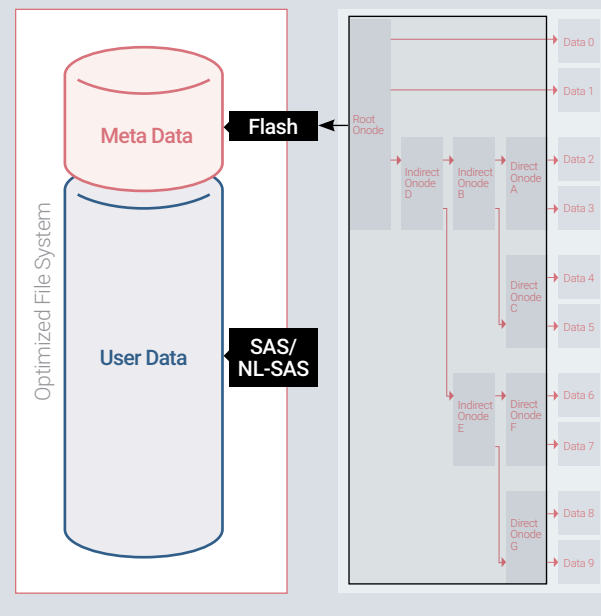 Optimized File System
Meta Data
Flash
User Data
SAS/
NL-SAS
Root
Onode
Indirect
Onode
D
Indirect
Onode
B
Direct
Onode
A
Direct
Onode
C
Indirect
Onode
E
Direct
Onode
F
Direct
Onode
G
Data 0
Data 1
Data 2
Data 3
Data 4
Data 5
Data 6
Data 7
Data 8
Data 9